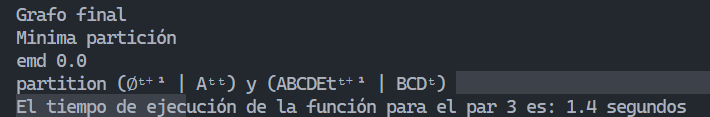 Grafo final
Minima partición
emd 0.0
partition (Øᵗ⁺¹ | Aᵗᵗ) y (ABCDEtᵗ⁺¹ | BCDᵗ)
El tiempo de ejecución de la función para el par 3 es: 1.4 segundos